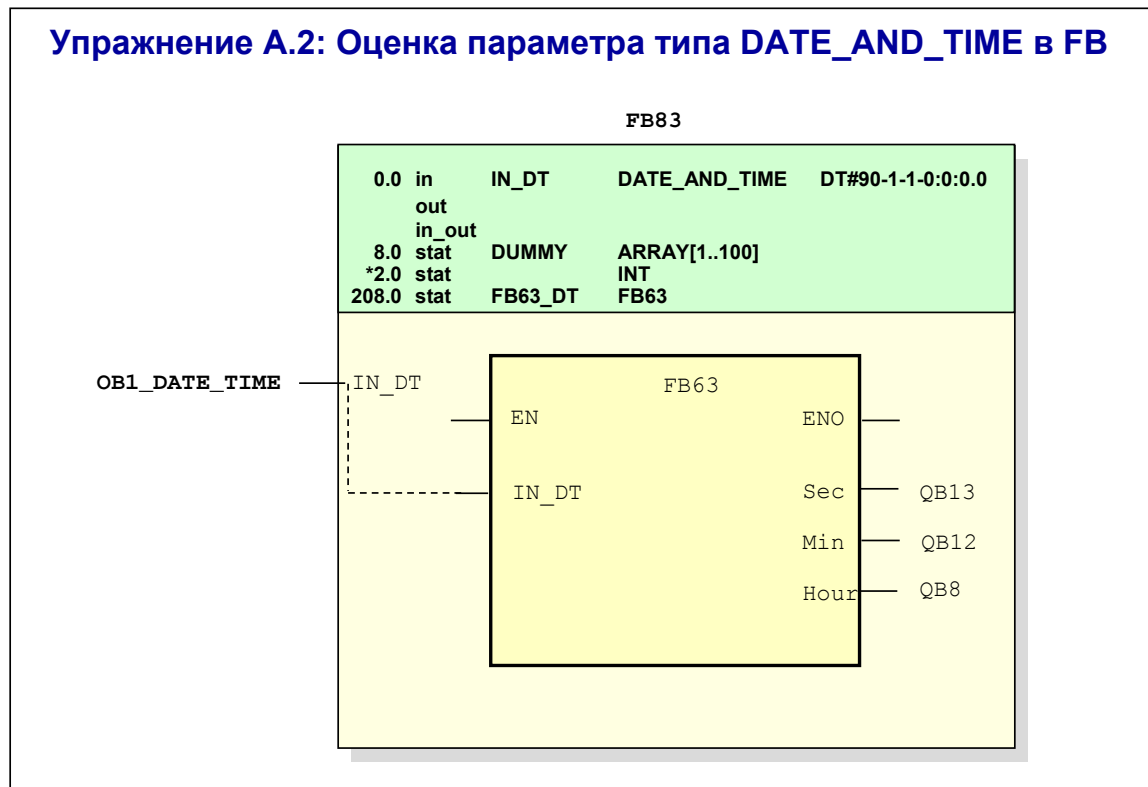 Упражнение A.2: Оценка параметра типа DATE_AND_TIME в FB
FB83
0.0 in IN_DT DATE_AND_TIME DT#90-1-1-0:0:0.0
out
in_out
8.0 stat DUMMY ARRAY[1..100]
*2.0 stat INT
208.0 stat FB63_DT FB63
OB1_DATE_TIME IN_DT FB63
EN ENO
IN_DT Sec QB13
Min QB12
Hour QB8